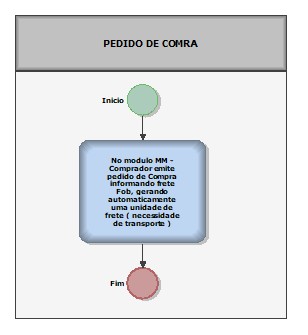 PEDIDO DE COMRA
Inicio
No modulo MM -
Comprador emite
pedido de Compra
informando frete
Fob, gerando
automaticamente
uma unidade de
frete ( necessidade
de transporte )
Fim